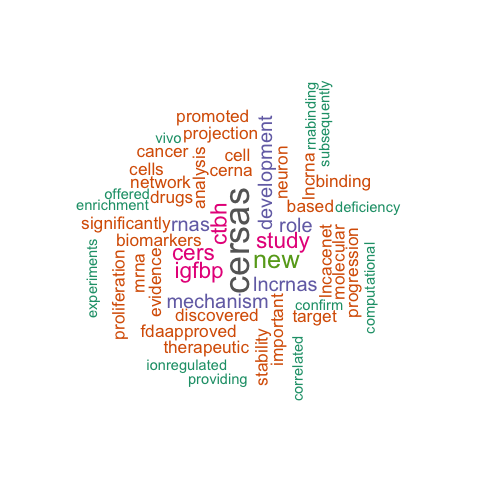 promoted
projection
vivo
cancer
cells
network
offered
drugs
enrichment
analysis
cell
cerna
development
neuron
lncrna
rnabinding
subsequently
binding
based
deficiency
significantly
rnas
ctbh
cersas
role
study
biomarkers
cers
igfbp
new
experiments
proliferation
mrna
evidence
mechanism
lncrnas
lncacenet
molecular
progression
computational
confirm
target
discovered
important
stability
fdaapproved
therapeutic
ionregulated
providing
correlated